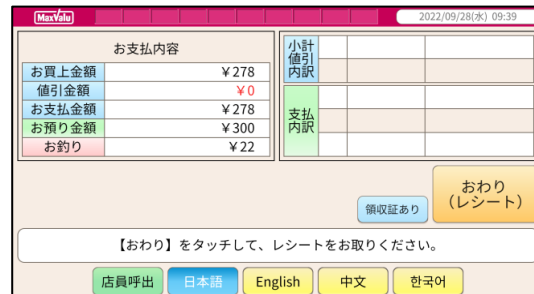 MaxValu
2022/09/28(水) 09:39
お支払内容
お買上金額 ￥278
値引金額 ￥0
お支払金額 ￥278
お預り金額 ￥300
お釣り ￥22
小計
値引
内訳
支払
内訳
領収証あり
おわり
（レシート）
【おわり】をタッチして、レシートをお取りください。
店員呼出 日本語 English 中文 한국어